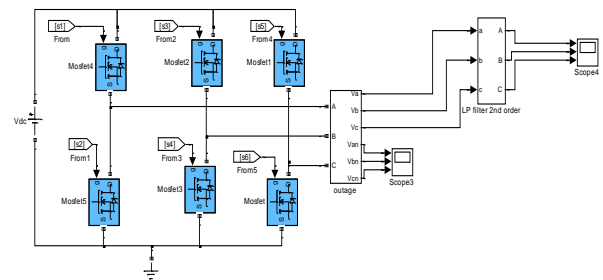 [s1]
From
g
D
S
Mosfet4
[s3]
From2
g
D
S
Mosfet2
[s5]
From4
g
D
S
Mosfet1
Vdc
+
[s2]
From1
g
D
S
Mosfet5
[s4]
From3
g
D
S
Mosfet3
[s6]
From5
g
D
S
Mosfet
A
B
C
Va
Vb
Vc
Van
Vbn
Vcn
outage
Scope3
a
b
c
A
B
C
LP filter 2nd order
Scope4